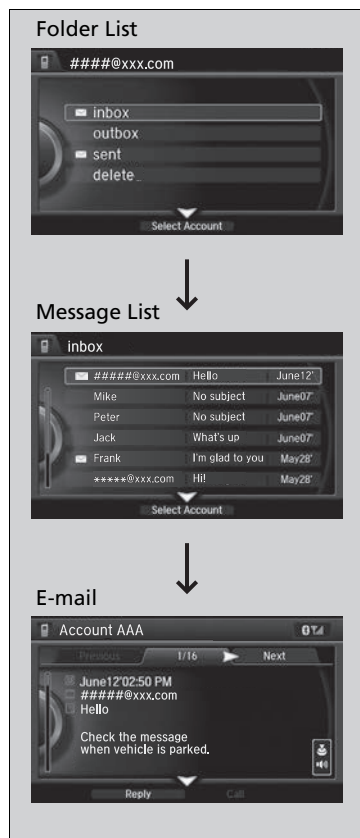 Folder List
####@xxx.com
inbox
outbox
sent
delete
Select Account
Message List
inbox
#####@xxx.com Hello June12'
Mike No subject June07'
Peter No subject June07'
Jack What's up June07'
Frank I'm glad to you May28'
*****@xxx.com Hi! May28'
Select Account
E-mail
Account AAA
Previous 1/16 Next
June12'02:50 PM
#####@xxx.com
Hello
Check the message
when vehicle is parked.
Reply Call